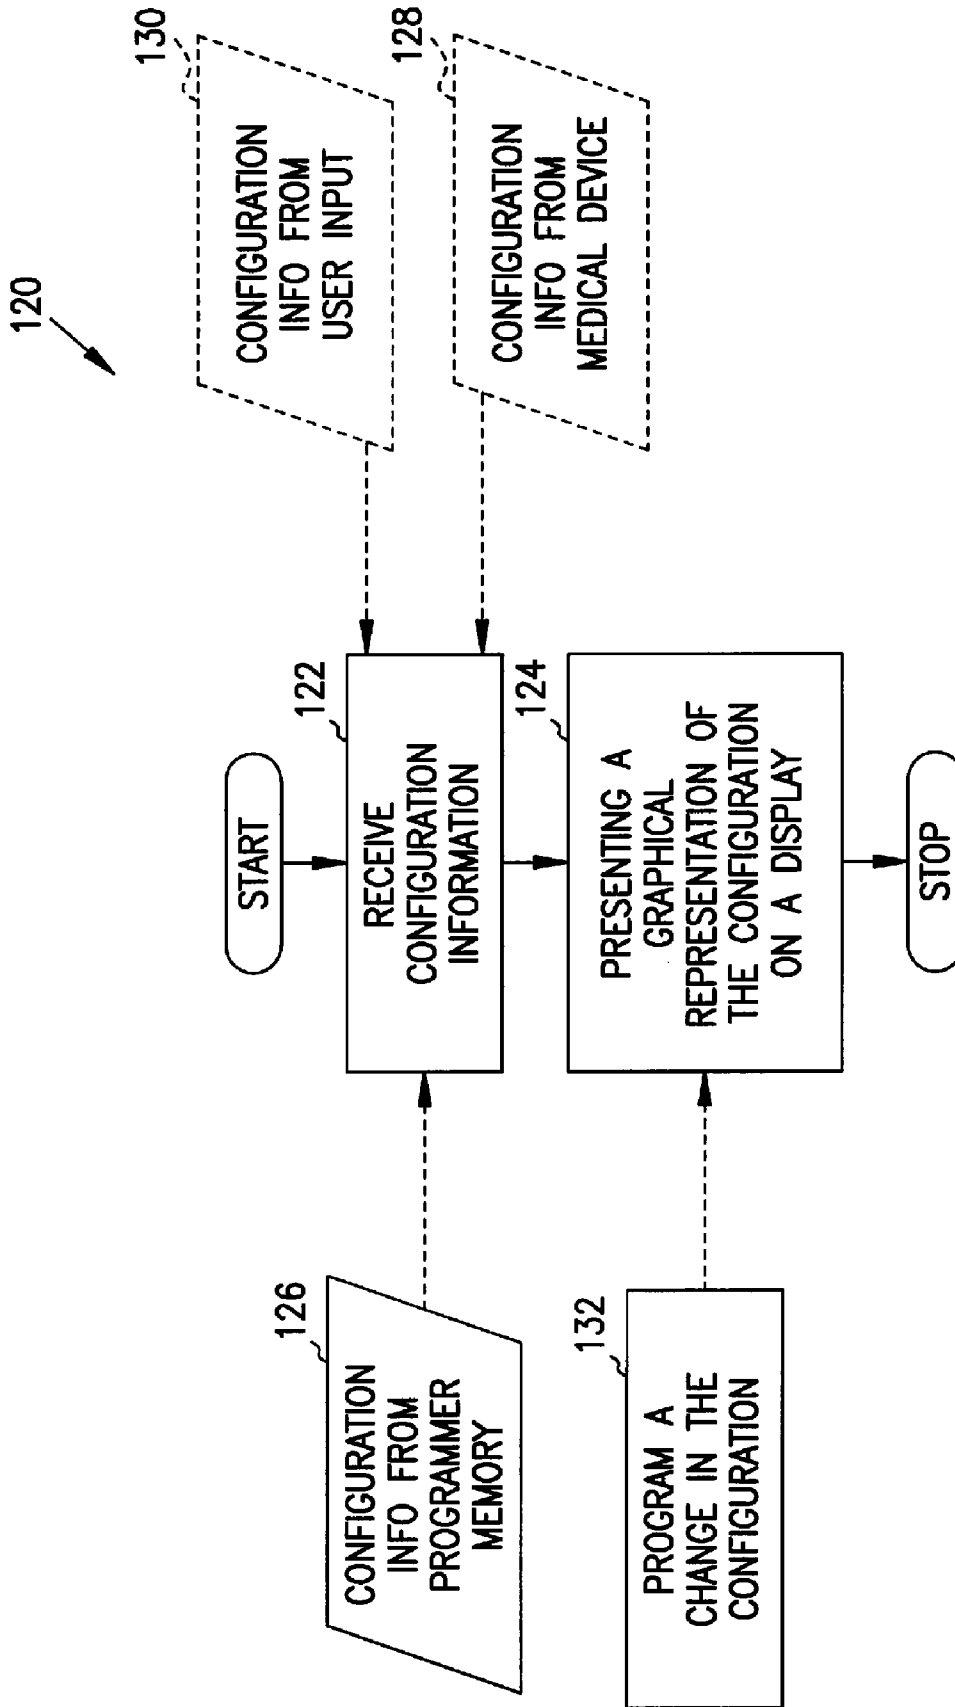 120
START
122
RECEIVE
CONFIGURATION
INFORMATION
130
CONFIGURATION
INFO FROM
USER INPUT
128
CONFIGURATION
INFO FROM
MEDICAL DEVICE
126
CONFIGURATION
INFO FROM
PROGRAMMER
MEMORY
124
PRESENTING A
GRAPHICAL
REPRESENTATION OF
THE CONFIGURATION
ON A DISPLAY
132
PROGRAM A
CHANGE IN THE
CONFIGURATION
STOP